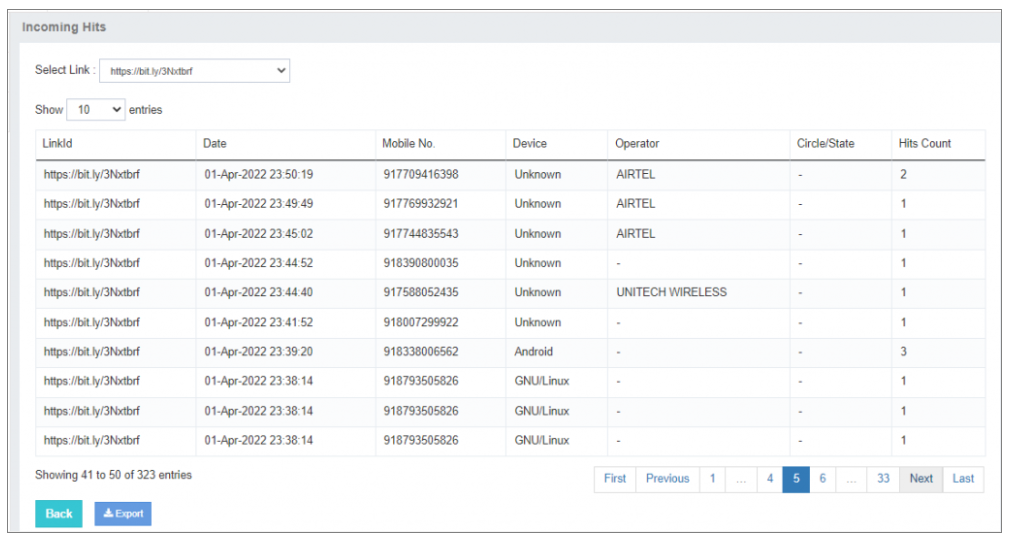 Incoming Hits
Select Link : https://bit.ly/3Nxtbrf
Show 10 entries
LinkId Date Mobile No. Device Operator Circle/State Hits Count
https://bit.ly/3Nxtbrf 01-Apr-2022 23:50:19 917709416398 Unknown AIRTEL - 2
https://bit.ly/3Nxtbrf 01-Apr-2022 23:49:49 917769932921 Unknown AIRTEL - 1
https://bit.ly/3Nxtbrf 01-Apr-2022 23:45:02 917744835543 Unknown AIRTEL - 1
https://bit.ly/3Nxtbrf 01-Apr-2022 23:44:52 918390800035 Unknown - - 1
https://bit.ly/3Nxtbrf 01-Apr-2022 23:44:40 917588052435 Unknown UNITECH WIRELESS - 1
https://bit.ly/3Nxtbrf 01-Apr-2022 23:41:52 918007299922 Unknown - - 1
https://bit.ly/3Nxtbrf 01-Apr-2022 23:39:20 918338006562 Android - - 3
https://bit.ly/3Nxtbrf 01-Apr-2022 23:38:14 918793505826 GNU/Linux - - 1
https://bit.ly/3Nxtbrf 01-Apr-2022 23:38:14 918793505826 GNU/Linux - - 1
https://bit.ly/3Nxtbrf 01-Apr-2022 23:38:14 918793505826 GNU/Linux - - 1
Showing 41 to 50 of 323 entries First Previous 1 ... 4 5 6 ... 33 Next Last
Back Export